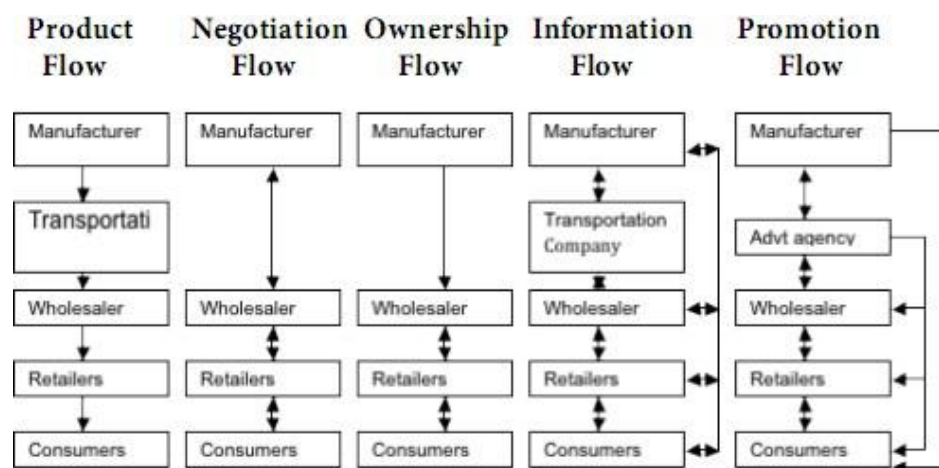 Product Flow
Negotiation Flow
Ownership Flow
Information Flow
Promotion Flow
Manufacturer
Transportati
Wholesaler
Retailers
Consumers
Manufacturer
Wholesaler
Retailers
Consumers
Manufacturer
Wholesaler
Retailers
Consumers
Manufacturer
Transportation
Company
Wholesaler
Retailers
Consumers
Manufacturer
Advt agency
Wholesaler
Retailers
Consumers